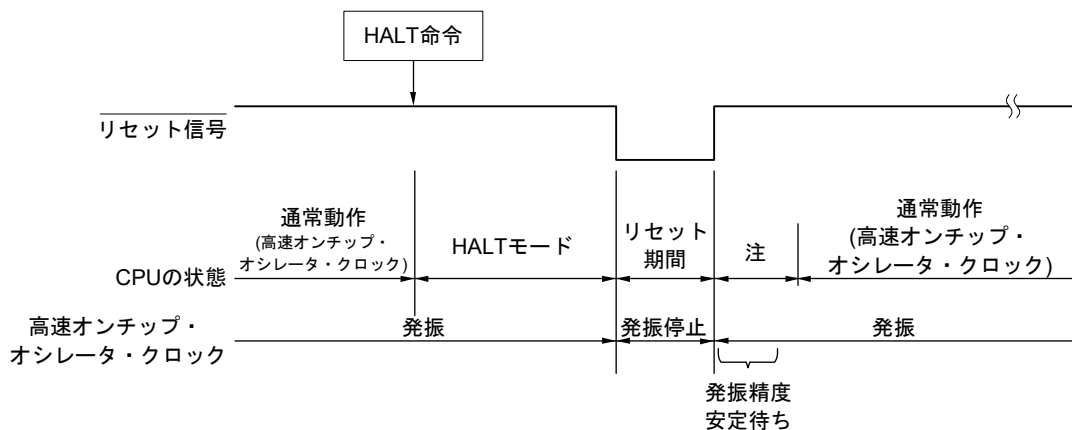 HALT命令
リセット信号
通常動作
(高速オンチップ・
オシレータ・クロック)
HALTモード
リセット
期間
注
通常動作
(高速オンチップ・
オシレータ・クロック)
CPUの状態
高速オンチップ・
オシレータ・クロック
発振
発振停止
発振
発振精度
安定待ち